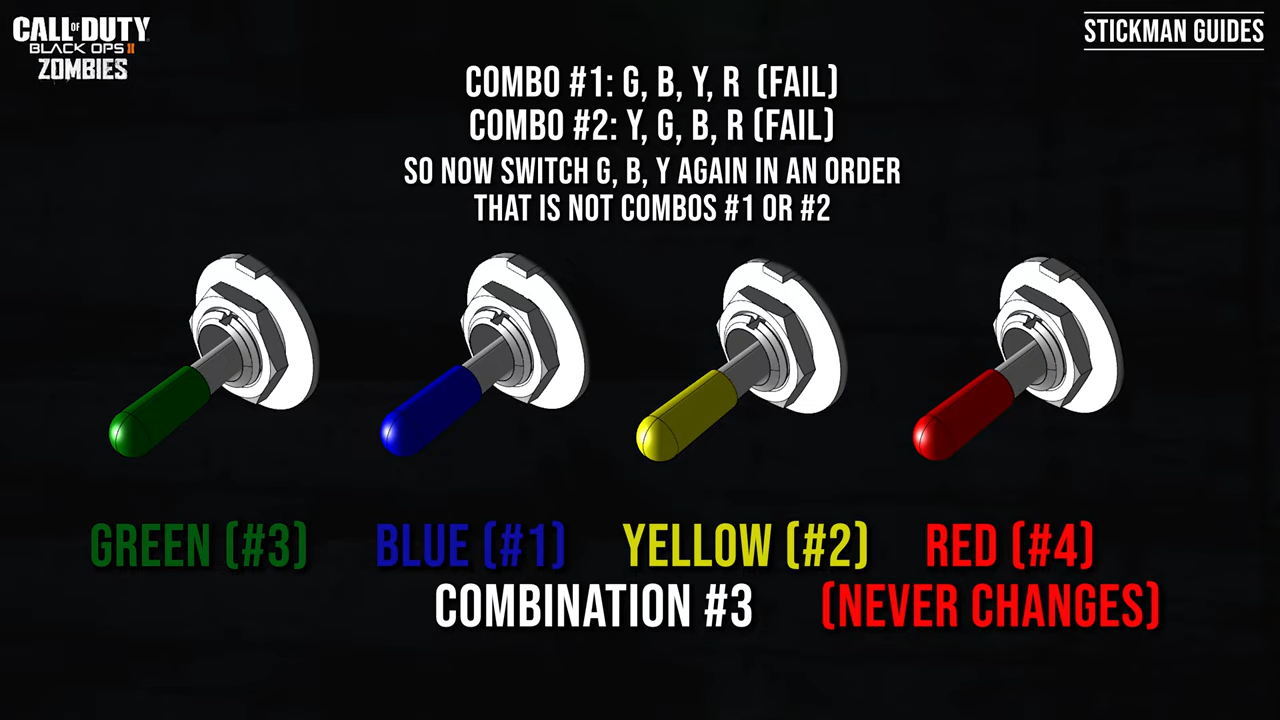 CALL OF DUTY
BLACK OPS II
ZOMBIES
STICKMAN GUIDES
COMBO #1: G, B, Y, R (FAIL)
COMBO #2: Y, G, B, R (FAIL)
SO NOW SWITCH G, B, Y AGAIN IN AN ORDER
THAT IS NOT COMBOS #1 OR #2
GREEN (#3) BLUE (#1) YELLOW (#2) RED (#4)
COMBINATION #3 (NEVER CHANGES)